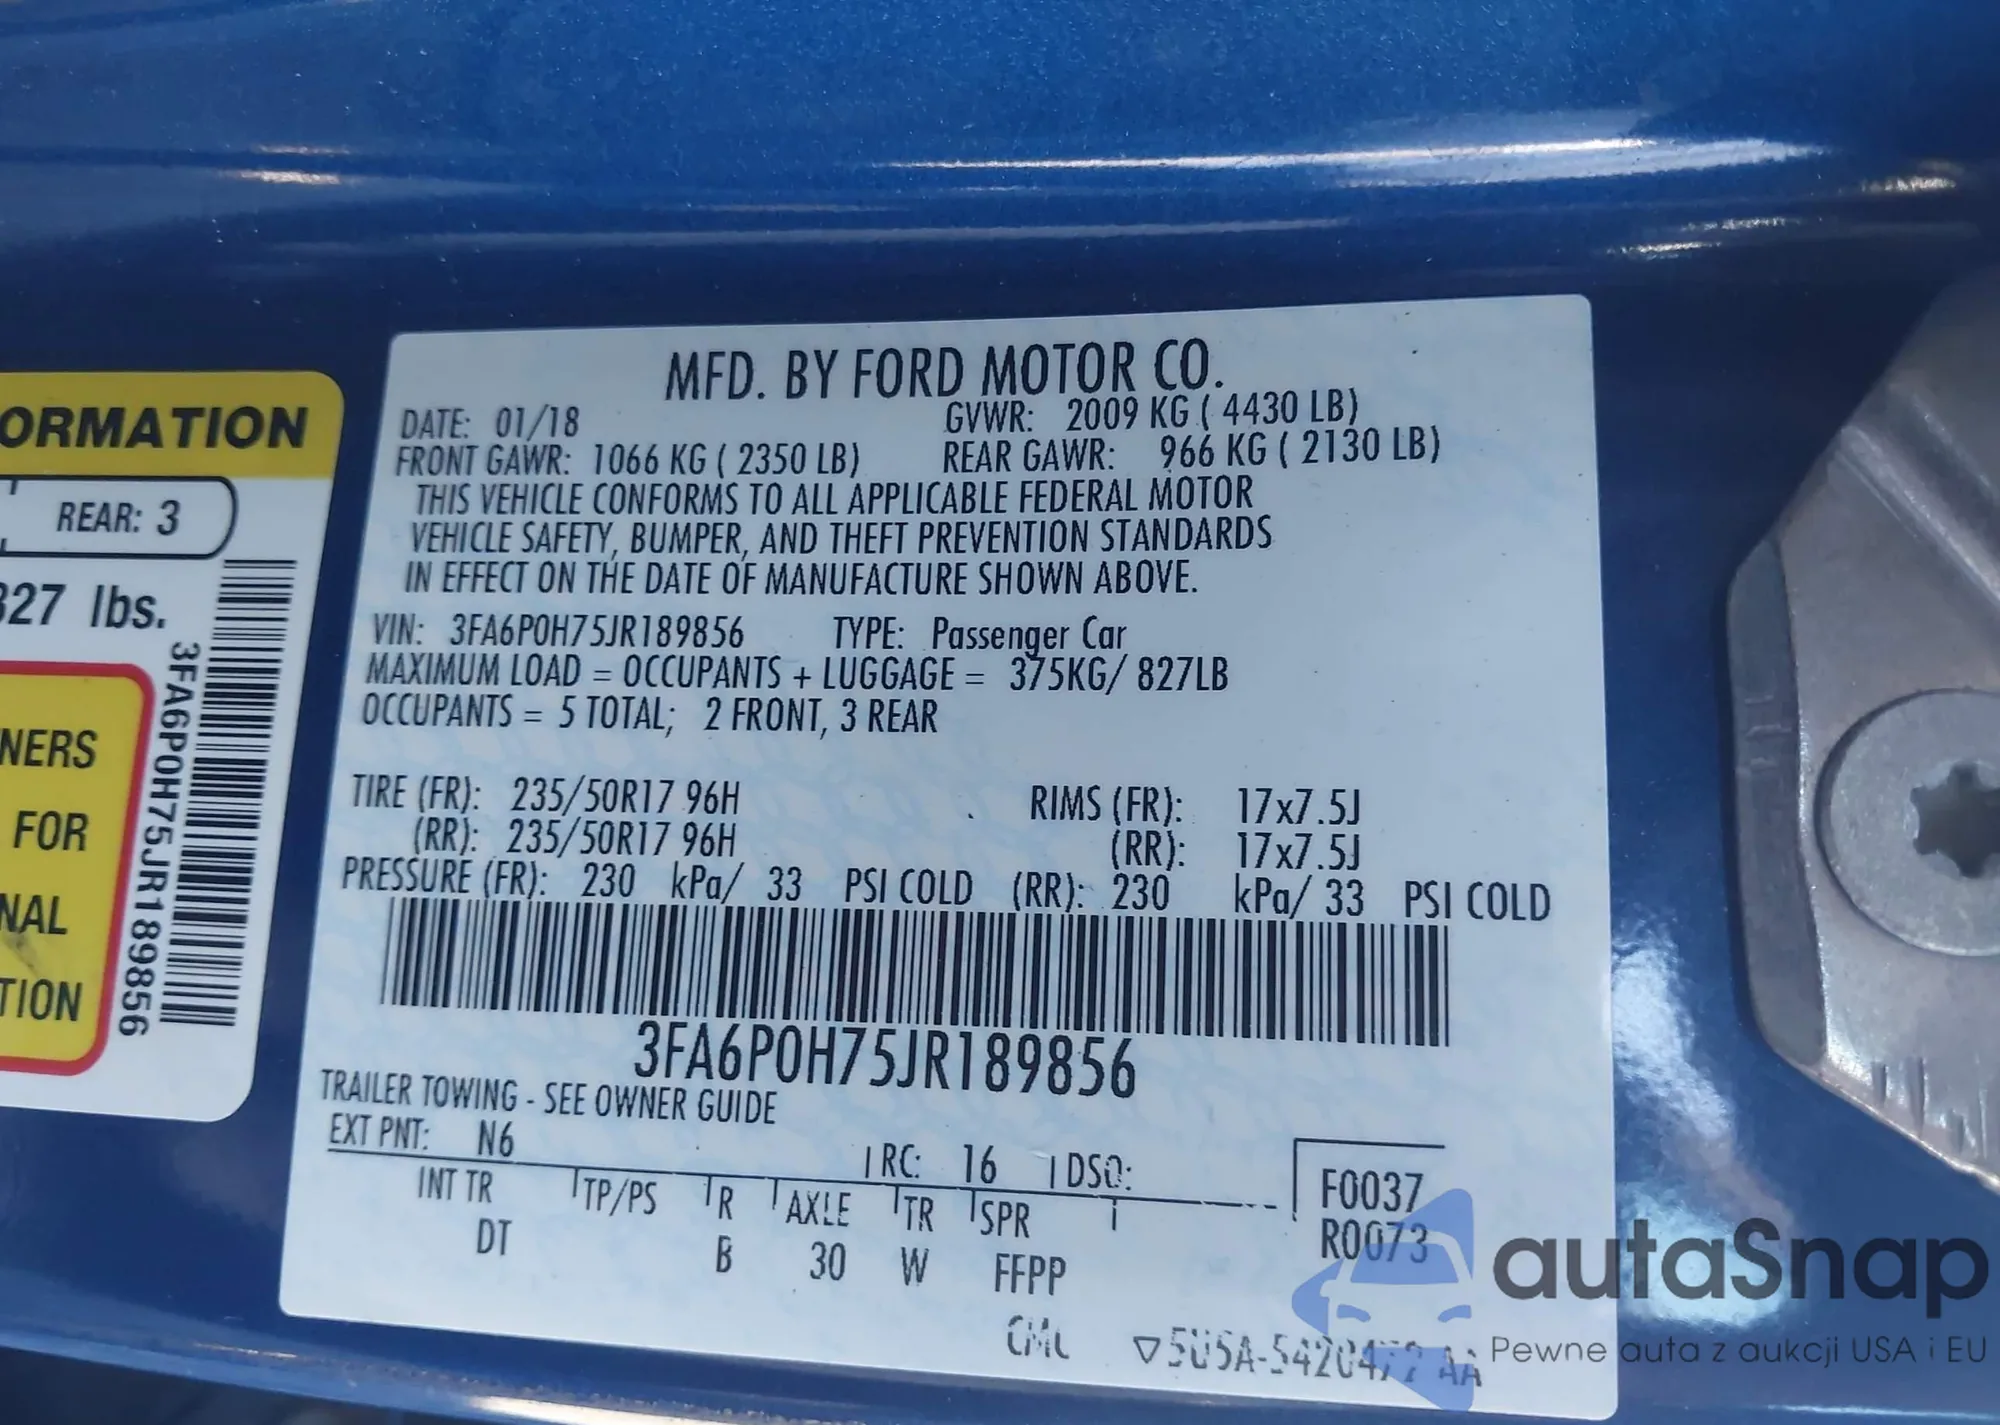 ORMATION
REAR: 3
827 lbs.
3FA6P0H75JR189856
NERS
FOR
NAL
TION
MFD. BY FORD MOTOR CO.
DATE: 01/18 GVWR: 2009 KG ( 4430 LB)
FRONT GAWR: 1066 KG ( 2350 LB) REAR GAWR: 966 KG ( 2130 LB)
THIS VEHICLE CONFORMS TO ALL APPLICABLE FEDERAL MOTOR
VEHICLE SAFETY, BUMPER, AND THEFT PREVENTION STANDARDS
IN EFFECT ON THE DATE OF MANUFACTURE SHOWN ABOVE.
VIN: 3FA6P0H75JR189856 TYPE: Passenger Car
MAXIMUM LOAD = OCCUPANTS + LUGGAGE = 375KG/ 827LB
OCCUPANTS = 5 TOTAL; 2 FRONT, 3 REAR
TIRE (FR): 235/50R17 96H RIMS (FR): 17x7.5J
(RR): 235/50R17 96H (RR): 17x7.5J
PRESSURE (FR): 230 kPa/ 33 PSI COLD (RR): 230 kPa/ 33 PSI COLD
3FA6P0H75JR189856
TRAILER TOWING - SEE OWNER GUIDE
EXT PNT: N6 RC: 16 DSO: F0037
INT TR TP/PS R AXLE TR SPR R0073
DT B 30 W FFPP
autaSnap
Pewne auta z aukcji USA i EU